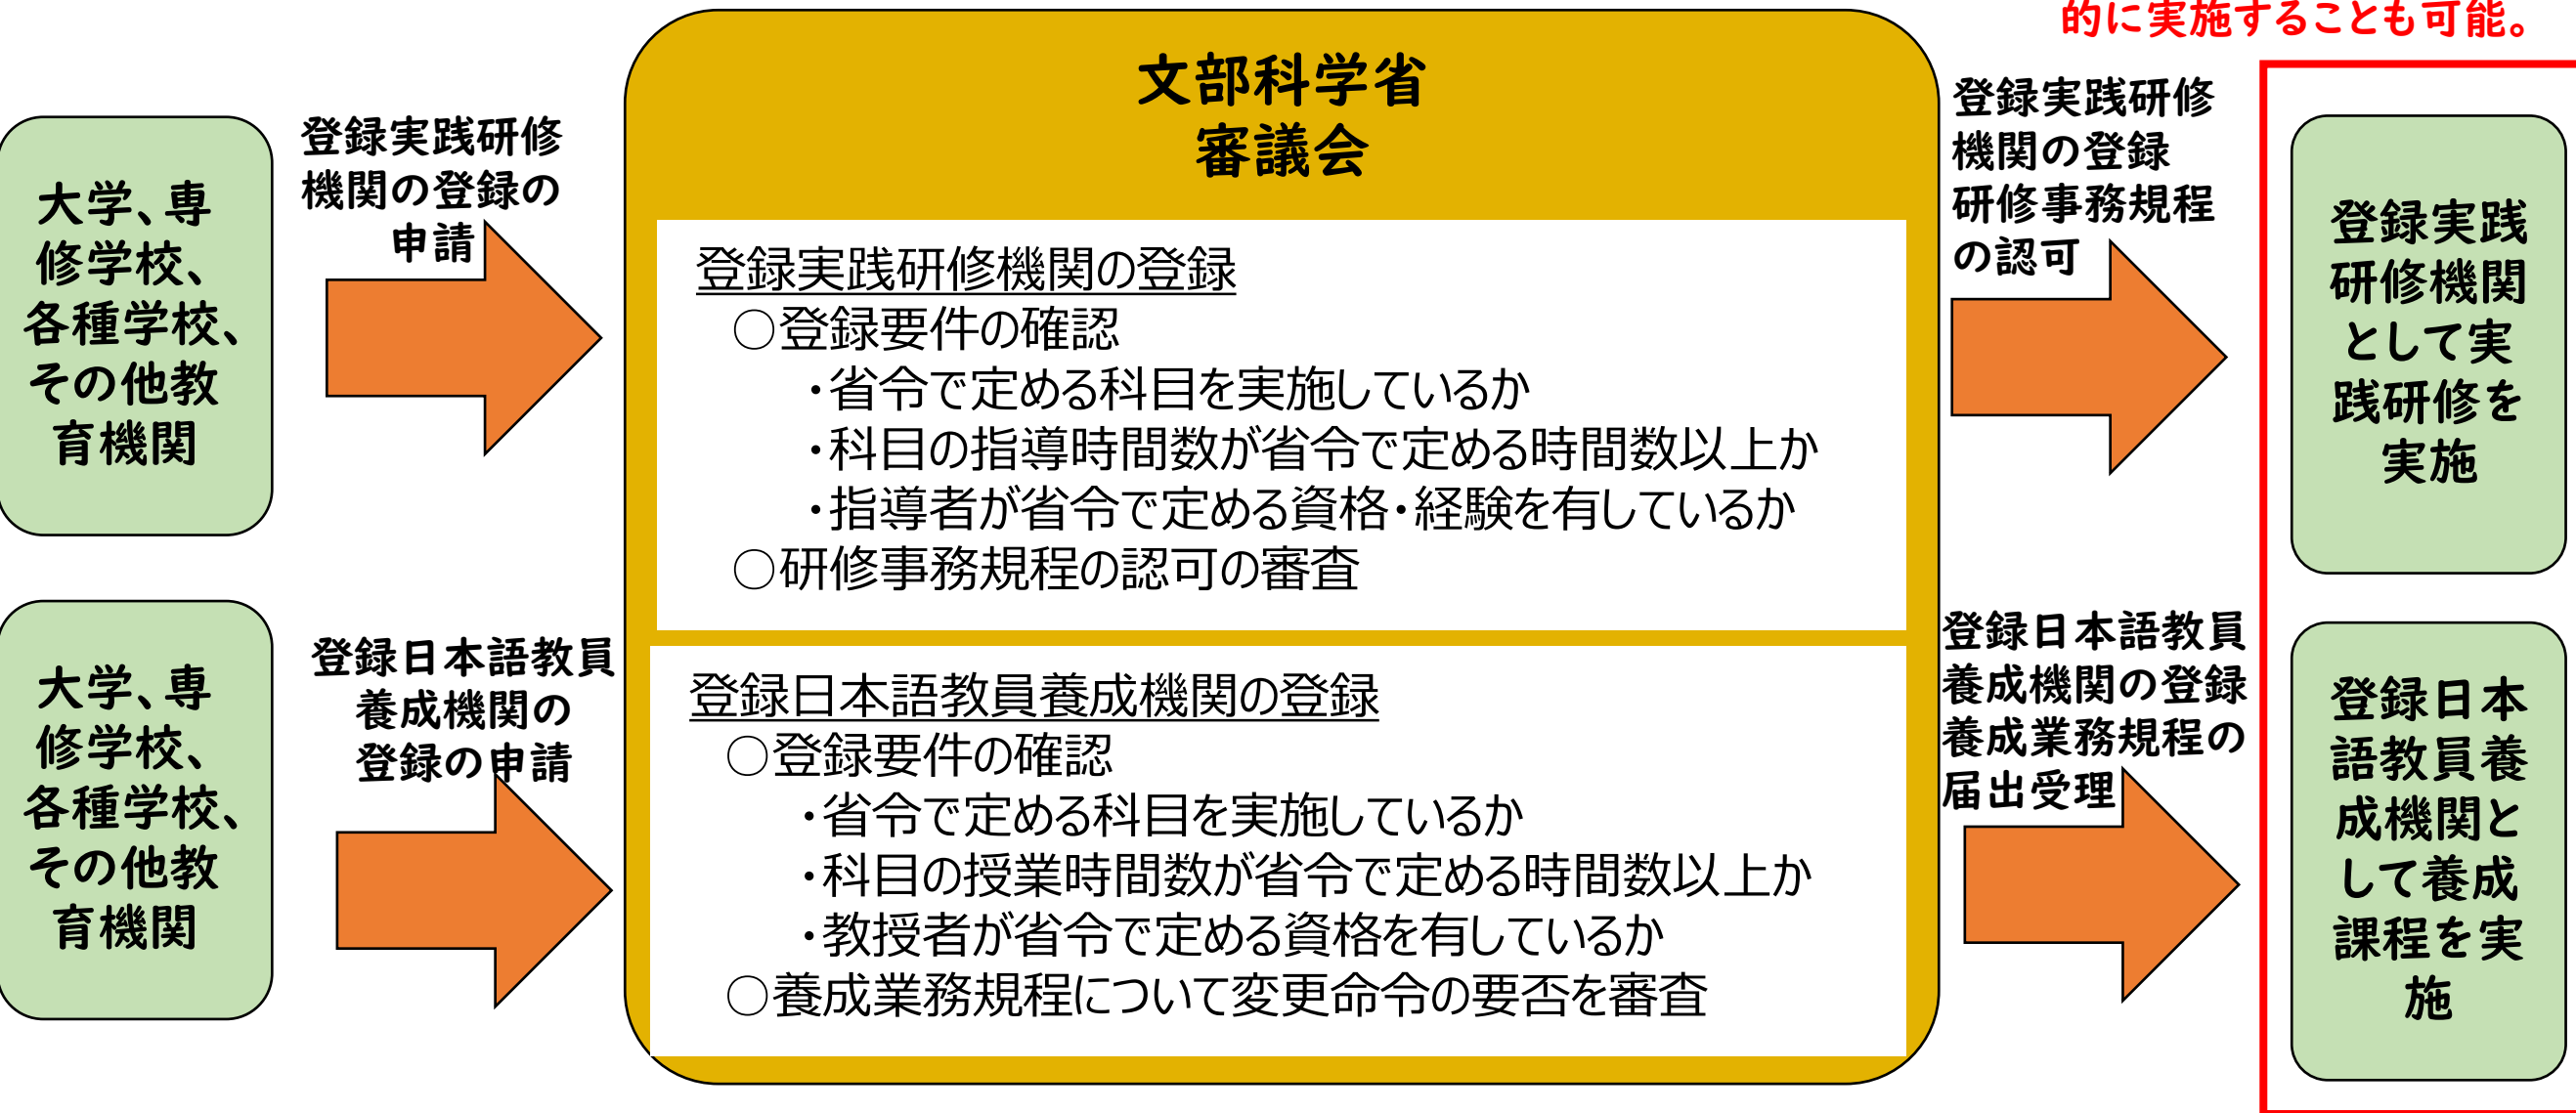 的に実施することも可能。
大学、専
修学校、
各種学校、
その他教
育機関
登録実践研修
機関の登録の
申請
文部科学省
審議会
登録実践研修機関の登録
○登録要件の確認
・省令で定める科目を実施しているか
・科目の指導時間数が省令で定める時間数以上か
・指導者が省令で定める資格・経験を有しているか
○研修事務規程の認可の審査
登録実践研修
機関の登録
研修事務規程
の認可
登録実践
研修機関
として実
践研修を
実施
大学、専
修学校、
各種学校、
その他教
育機関
登録日本語教員
養成機関の
登録の申請
登録日本語教員養成機関の登録
○登録要件の確認
・省令で定める科目を実施しているか
・科目の授業時間数が省令で定める時間数以上か
・教授者が省令で定める資格を有しているか
○養成業務規程について変更命令の要否を審査
登録日本語教員
養成機関の登録
養成業務規程の
届出受理
登録日本
語教員養
成機関と
して養成
課程を実
施